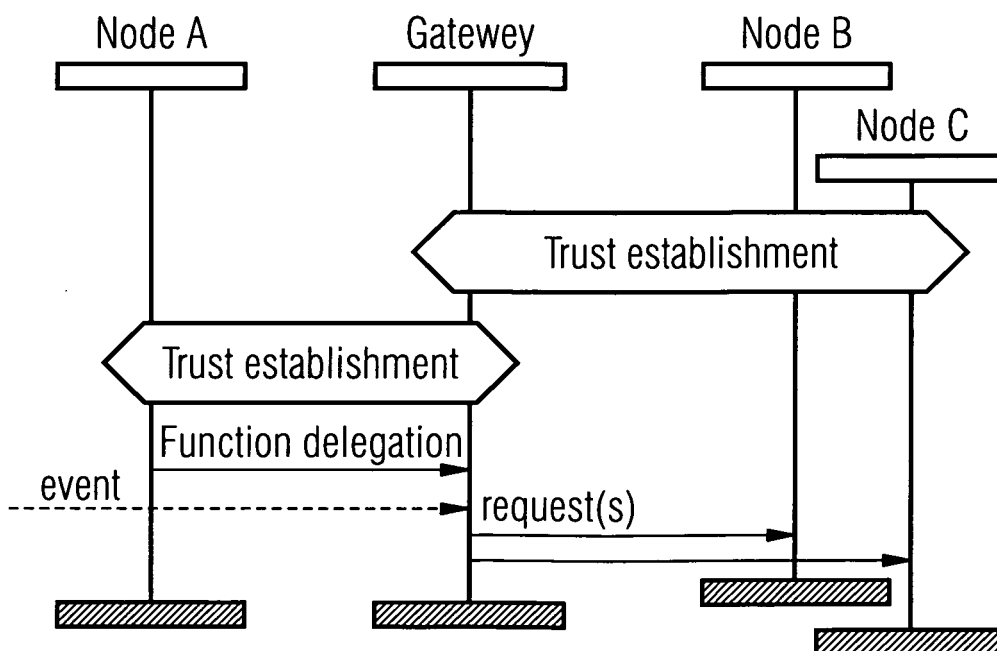 Node A
Gatewey
Node B
Node C
Trust establishment
Trust establishment
Function delegation
event
request(s)